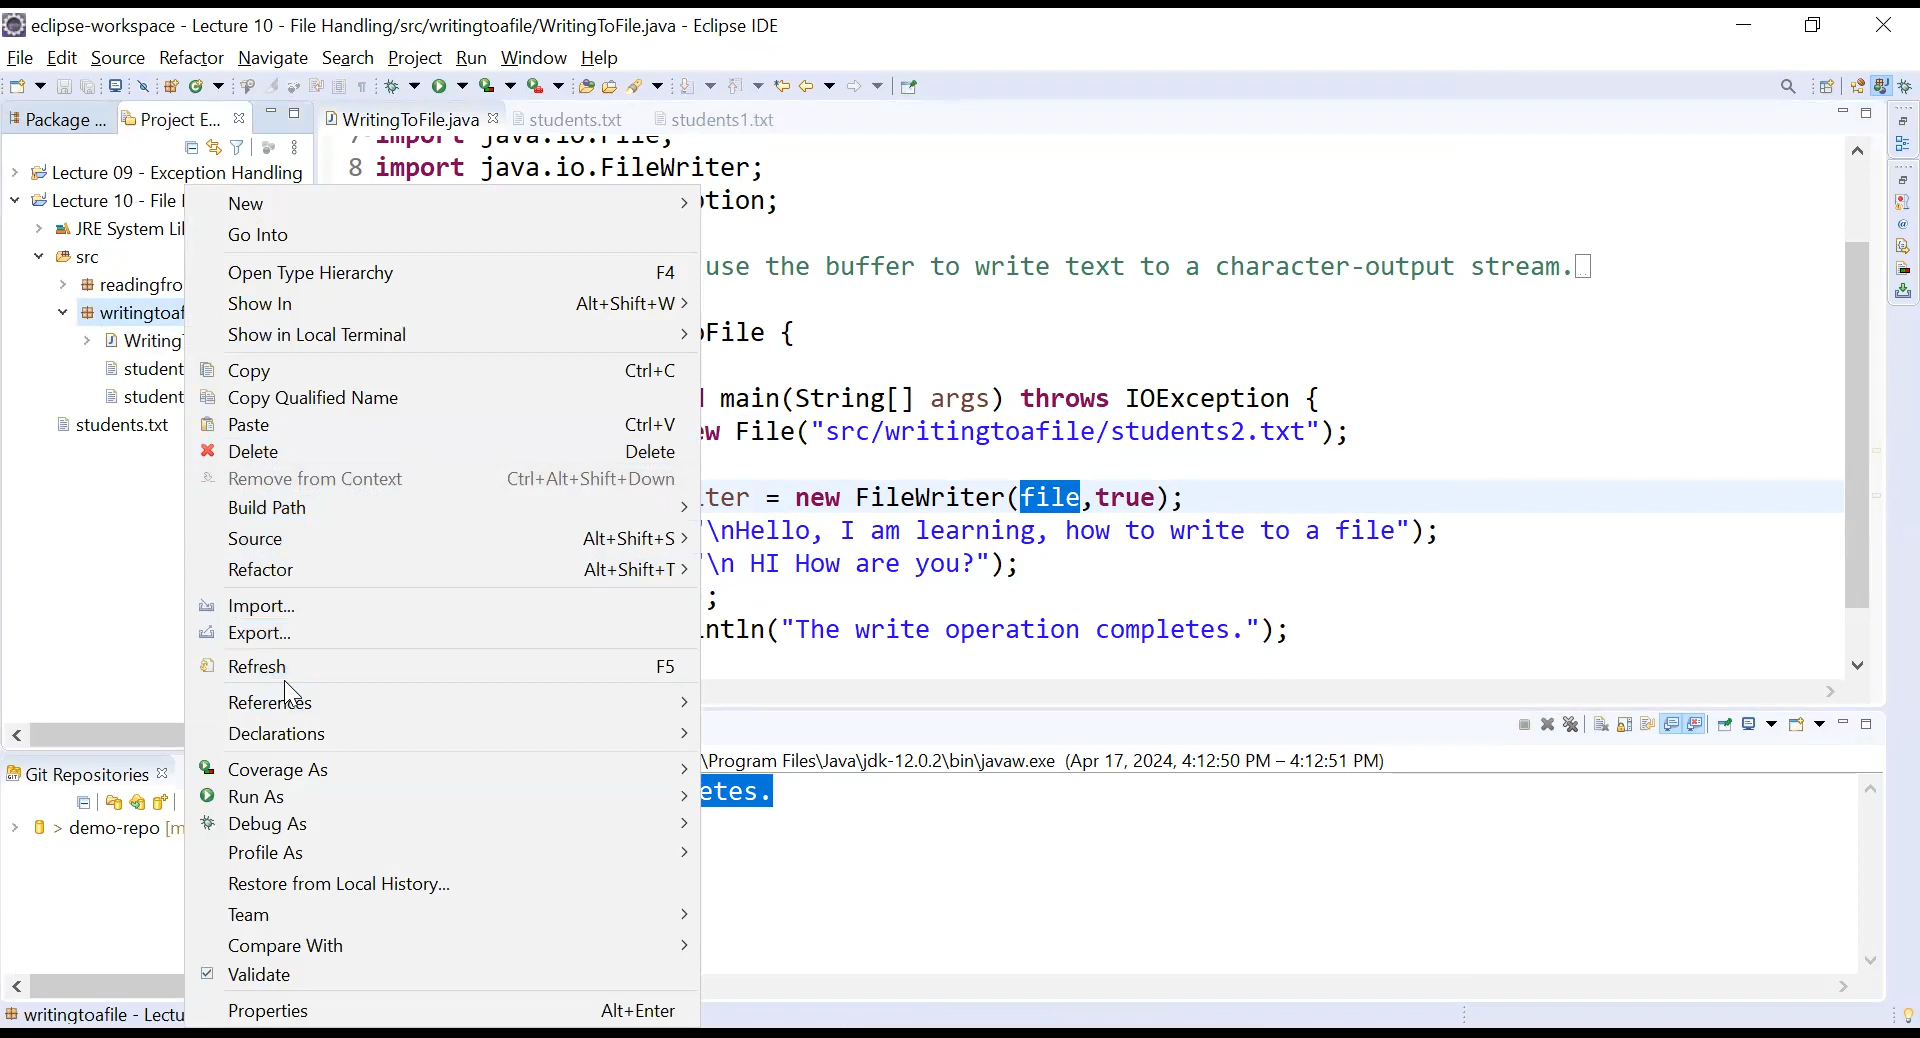 eclipse-workspace - Lecture 10 - File Handling/src/writingtoafile/WritingToFile.java - Eclipse IDE
File Edit Source Refactor Navigate Search Project Run Window Help
Package ... Project E... WritingToFile.java students.txt students1.txt
7 import java.io.File;
8 import java.io.FileWriter;
Lecture 09 - Exception Handling
Lecture 10 - File
JRE System Li
src
readingfro
writingtoaf
Writing
student
student
students.txt
New
Go Into
Open Type Hierarchy F4
Show In Alt+Shift+W
Show in Local Terminal
Copy Ctrl+C
Copy Qualified Name
Paste Ctrl+V
Delete Delete
Remove from Context Ctrl+Alt+Shift+Down
Build Path
Source Alt+Shift+S
Refactor Alt+Shift+T
Import...
Export...
Refresh F5
References
Declarations
Coverage As
Run As
Debug As
Profile As
Restore from Local History...
Team
Compare With
Validate
Properties Alt+Enter
tion;
use the buffer to write text to a character-output stream.
File {
main(String[] args) throws IOException {
ew File("src/writingtoafile/students2.txt");
ter = new FileWriter(file,true);
"\nHello, I am learning, how to write to a file");
"\n HI How are you?");
;
ntln("The write operation completes.");
\Program Files\Java\jdk-12.0.2\bin\javaw.exe (Apr 17, 2024, 4:12:50 PM – 4:12:51 PM)
etes.
Git Repositories
> demo-repo [m
writingtoafile - Lectu